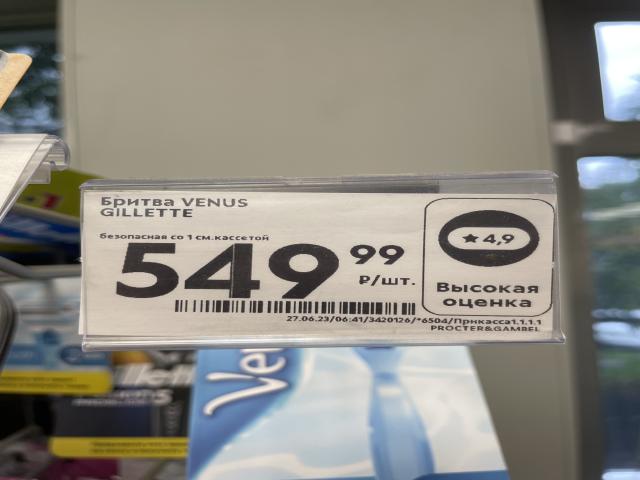 Бритва VENUS
GILLETTE
безопасная со 1 см.кассетой
549 99
₽/шт.
★ 4,9
Высокая
оценка
27.06.23/06:41/3420126/*6504/Прикасса1.1.1.1
PROCTER&GAMBEL
Ve